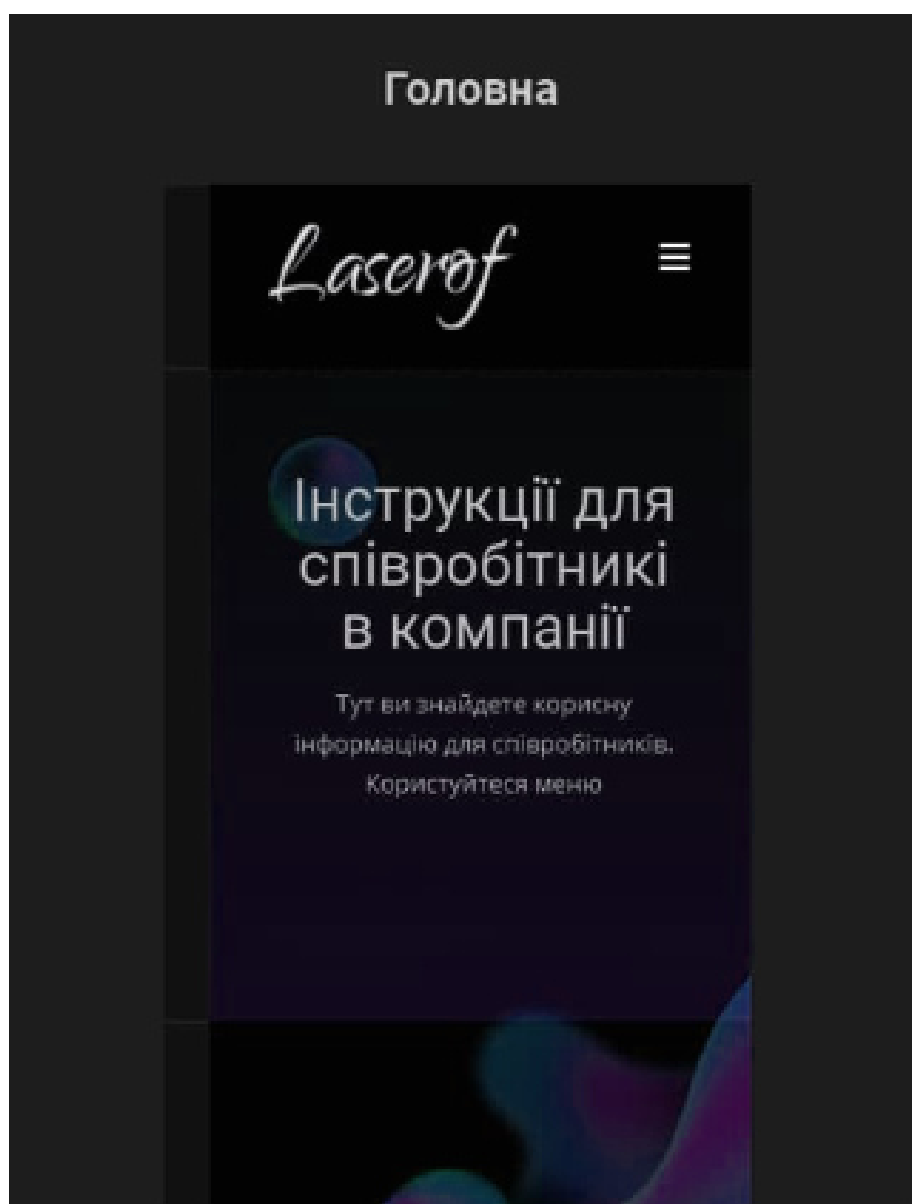 Головна
Laserof
Інструкції для
співробітникі
в компанії
Тут ви знайдете корисну
інформацію для співробітників.
Користуйтеся меню